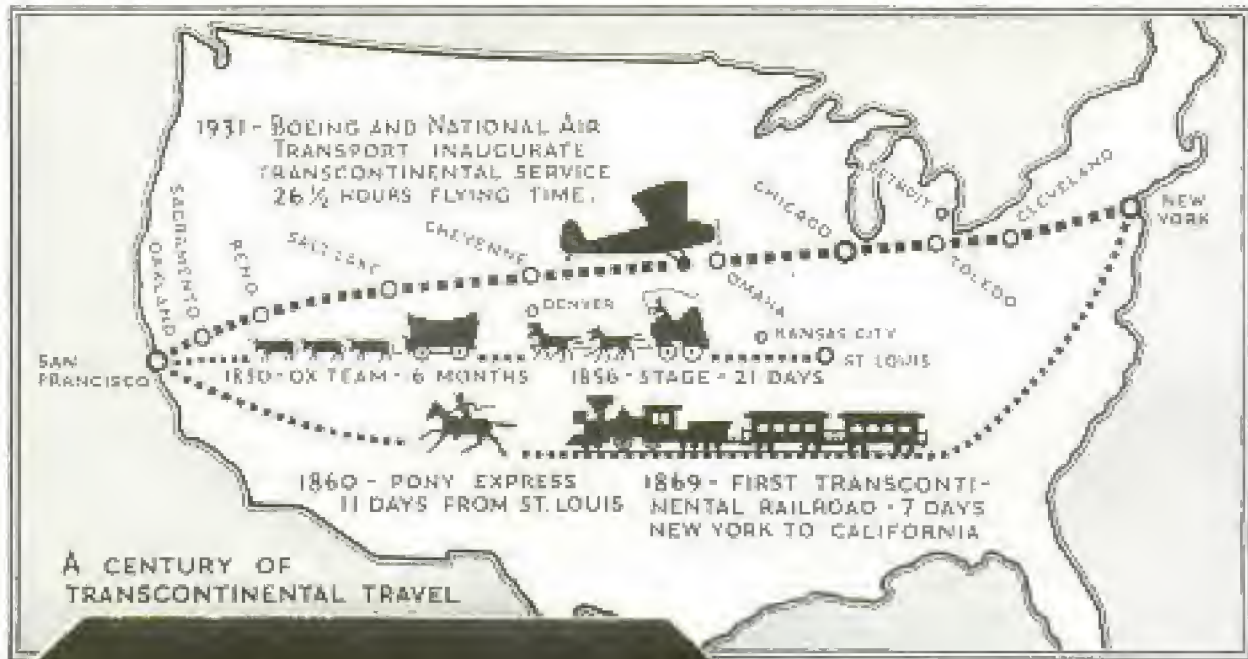 1931 - BOEING AND NATIONAL AIR
TRANSPORT INAUGURATE
TRANSCONTINENTAL SERVICE
26 ½ HOURS FLYING TIME.
SAN
FRANCISCO
OAKLAND
SACRAMENTO
RENO
SALT LAKE
CHEYENNE
DENVER
OMAHA
KANSAS CITY
ST LOUIS
CHICAGO
DETROIT
TOLEDO
CLEVELAND
NEW
YORK
1850 - OX TEAM - 6 MONTHS
1856 - STAGE - 21 DAYS
1860 - PONY EXPRESS
11 DAYS FROM ST. LOUIS
1869 - FIRST TRANSCONTI-
MENTAL RAILROAD - 7 DAYS
NEW YORK TO CALIFORNIA
A CENTURY OF
TRANSCONTINENTAL TRAVEL